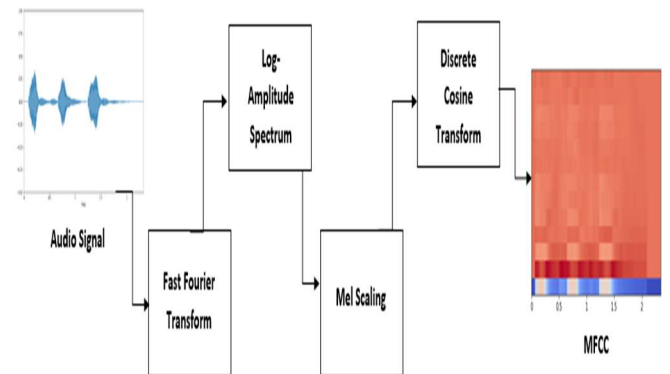 Audio Signal
Fast Fourier
Transform
Log-
Amplitude
Spectrum
Mel Scaling
Discrete
Cosine
Transform
0 0.5 1 1.5 2
MFCC